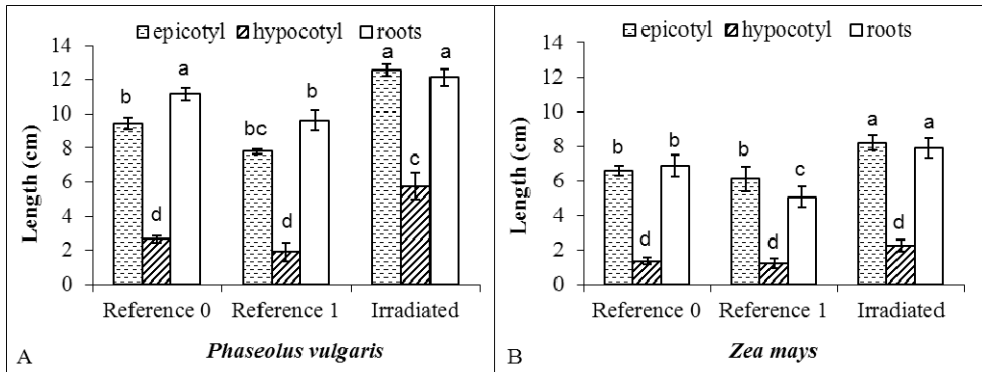 epicotyl hypocotyl roots
14
12
10
8
6
4
2
0
Length (cm)
b
d
a
bc
d
b
a
c
a
Reference 0 Reference 1 Irradiated
A Phaseolus vulgaris
epicotyl hypocotyl roots
14
12
10
8
6
4
2
0
Length (cm)
b
d
b
b
d
c
a
d
a
Reference 0 Reference 1 Irradiated
B Zea mays